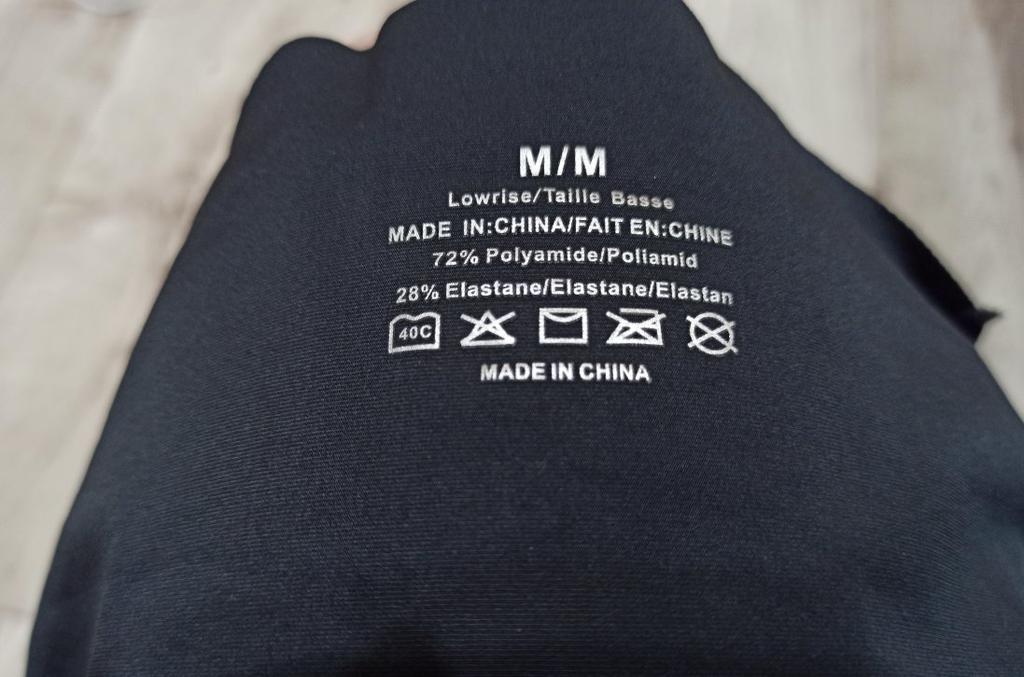 M/M
Lowrise/Taille Basse
MADE IN:CHINA/FAIT EN:CHINE
72% Polyamide/Poliamid
28% Elastane/Elastane/Elastan
40C
MADE IN CHINA